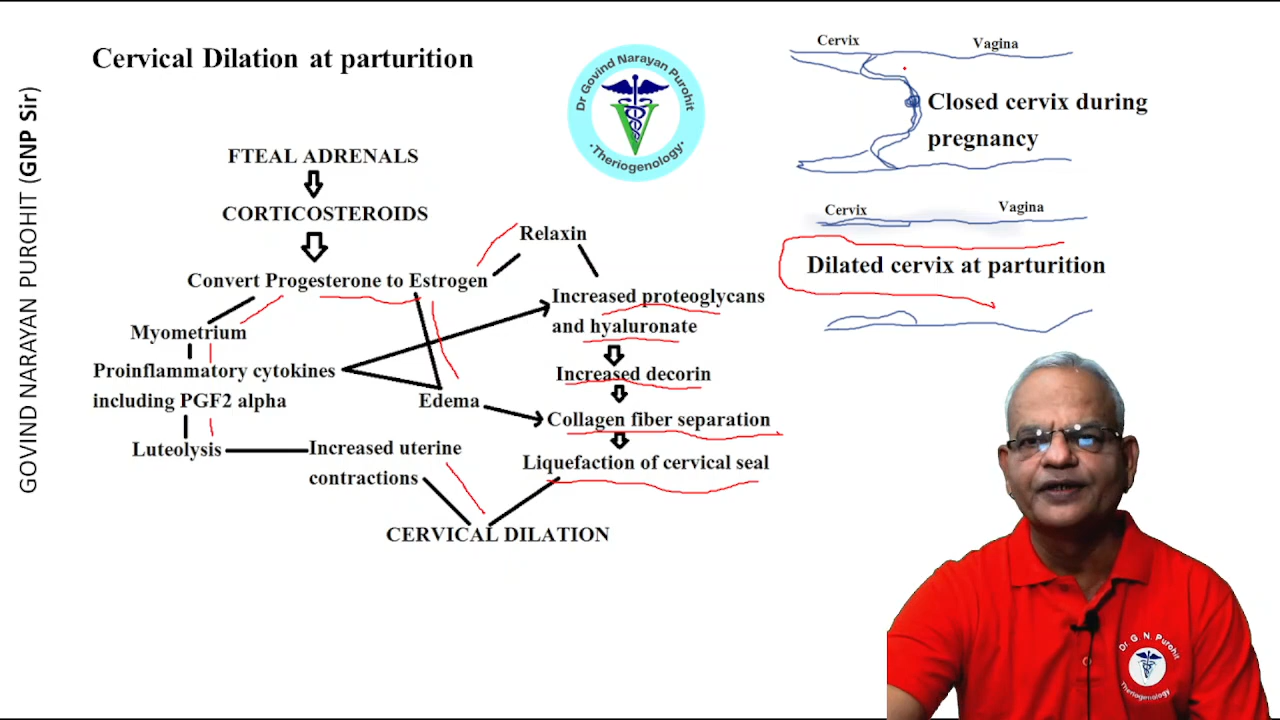 Cervical Dilation at parturition
GOVIND NARAYAN PUROHIT (GNP Sir)
Dr Govind Narayan Purohit
•Theriogenology•
FTEAL ADRENALS
CORTICOSTEROIDS
Convert Progesterone to Estrogen
Relaxin
Myometrium
Proinflammatory cytokines
including PGF2 alpha
Luteolysis
Increased uterine
contractions
Edema
Increased proteoglycans
and hyaluronate
Increased decorin
Collagen fiber separation
Liquefaction of cervical seal
CERVICAL DILATION
Cervix
Vagina
Closed cervix during
pregnancy
Cervix
Vagina
Dilated cervix at parturition
Dr. G. N. Purohit
Theriogenology